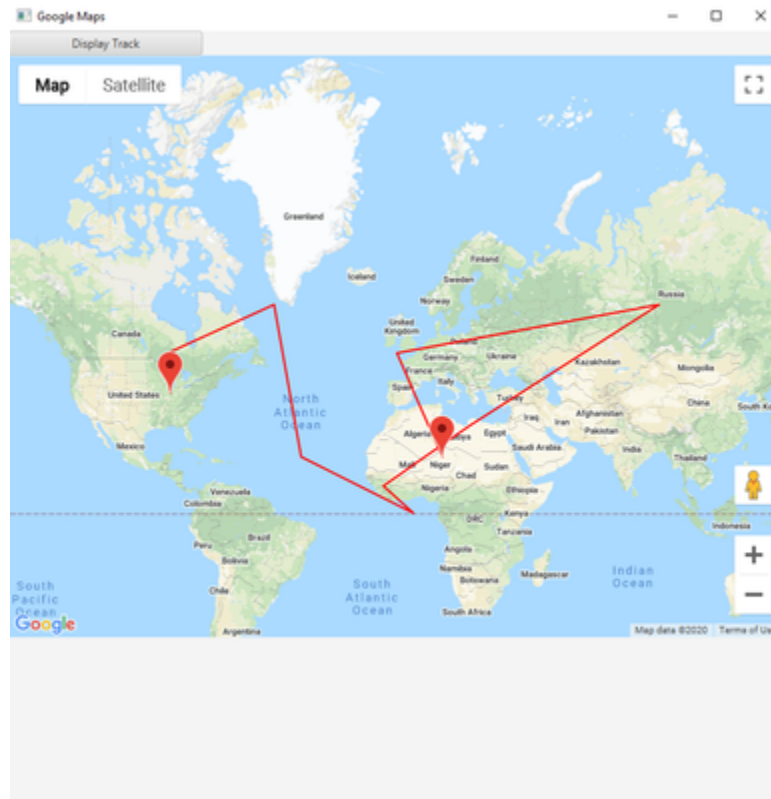 Google Maps
Display Track
Map
Satellite
Greenland
Iceland
Finland
Sweden
Norway
Russia
Canada
United
Kingdom
Poland
Germany
Ukraine
France
Kazakhstan
Mongolia
United States
Spain
Italy
Turkey
China
South Ko
North
Atlantic
Ocean
Iraq
Iran
Afghanistan
Pakistan
Algeria
Libya
Egypt
Mexico
Saudi Arabia
India
Mali
Niger
Chad
Sudan
Thailand
Nigeria
Ethiopia
Venezuela
Colombia
DRC
Kenya
Tanzania
Indonesia
Brazil
Peru
Bolivia
Angola
Namibia
Botswana
Madagascar
Indian
Ocean
South
Pacific
Ocean
Chile
South
Atlantic
Ocean
South Africa
Argentina
Google
Map data ©2020
Terms of Us